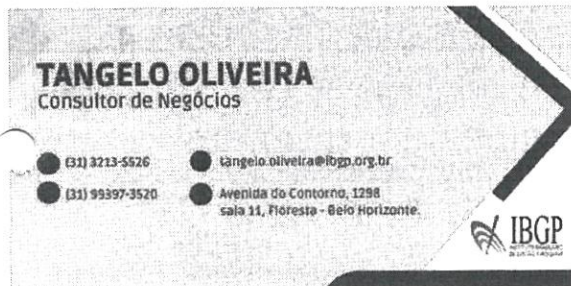 TANGELO OLIVEIRA
Consultor de Negócios
(31) 3213-5526
tangelo.oliveira@ibgp.org.br
(31) 99397-3520
Avenida do Contorno, 1298
sala 11, Floresta - Belo Horizonte.
IBGP